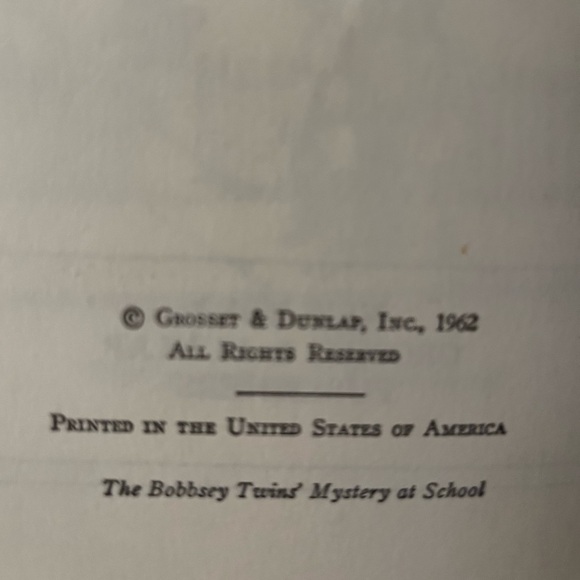 © Grosset & Dunlap, Inc., 1962
All Rights Reserved
Printed in the United States of America
The Bobbsey Twins' Mystery at School